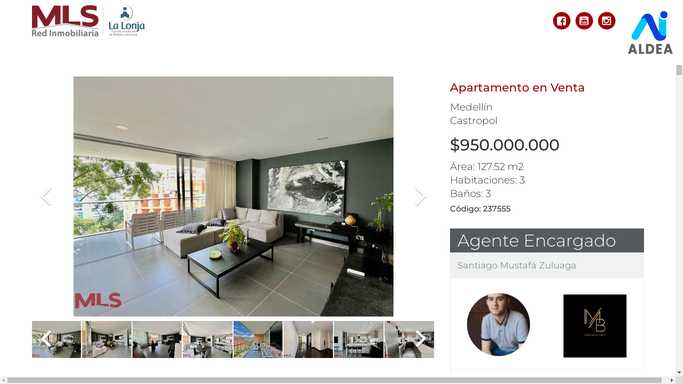 MLS
Red Inmobiliaria
La Lonja
ALDEA
Apartamento en Venta
Medellín
Castropol
$950.000.000
Área: 127.52 m2
Habitaciones: 3
Baños: 3
Código: 237555
MLS
Agente Encargado
Santiago Mustafá Zuluaga